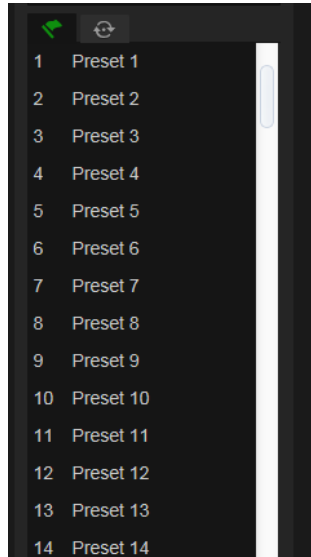 1 Preset 1
2 Preset 2
3 Preset 3
4 Preset 4
5 Preset 5
6 Preset 6
7 Preset 7
8 Preset 8
9 Preset 9
10 Preset 10
11 Preset 11
12 Preset 12
13 Preset 13
14 Preset 14